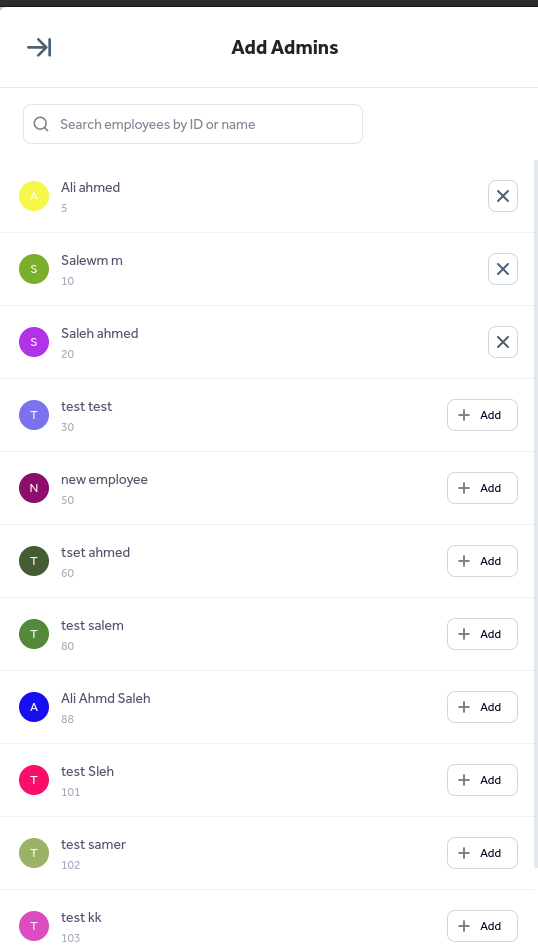 Add Admins
Search employees by ID or name
A
Ali ahmed
5
S
Salewm m
10
S
Saleh ahmed
20
T
test test
30
Add
N
new employee
50
Add
T
tset ahmed
60
Add
T
test salem
80
Add
A
Ali Ahmd Saleh
88
Add
T
test Sleh
101
Add
T
test samer
102
Add
T
test kk
103
Add